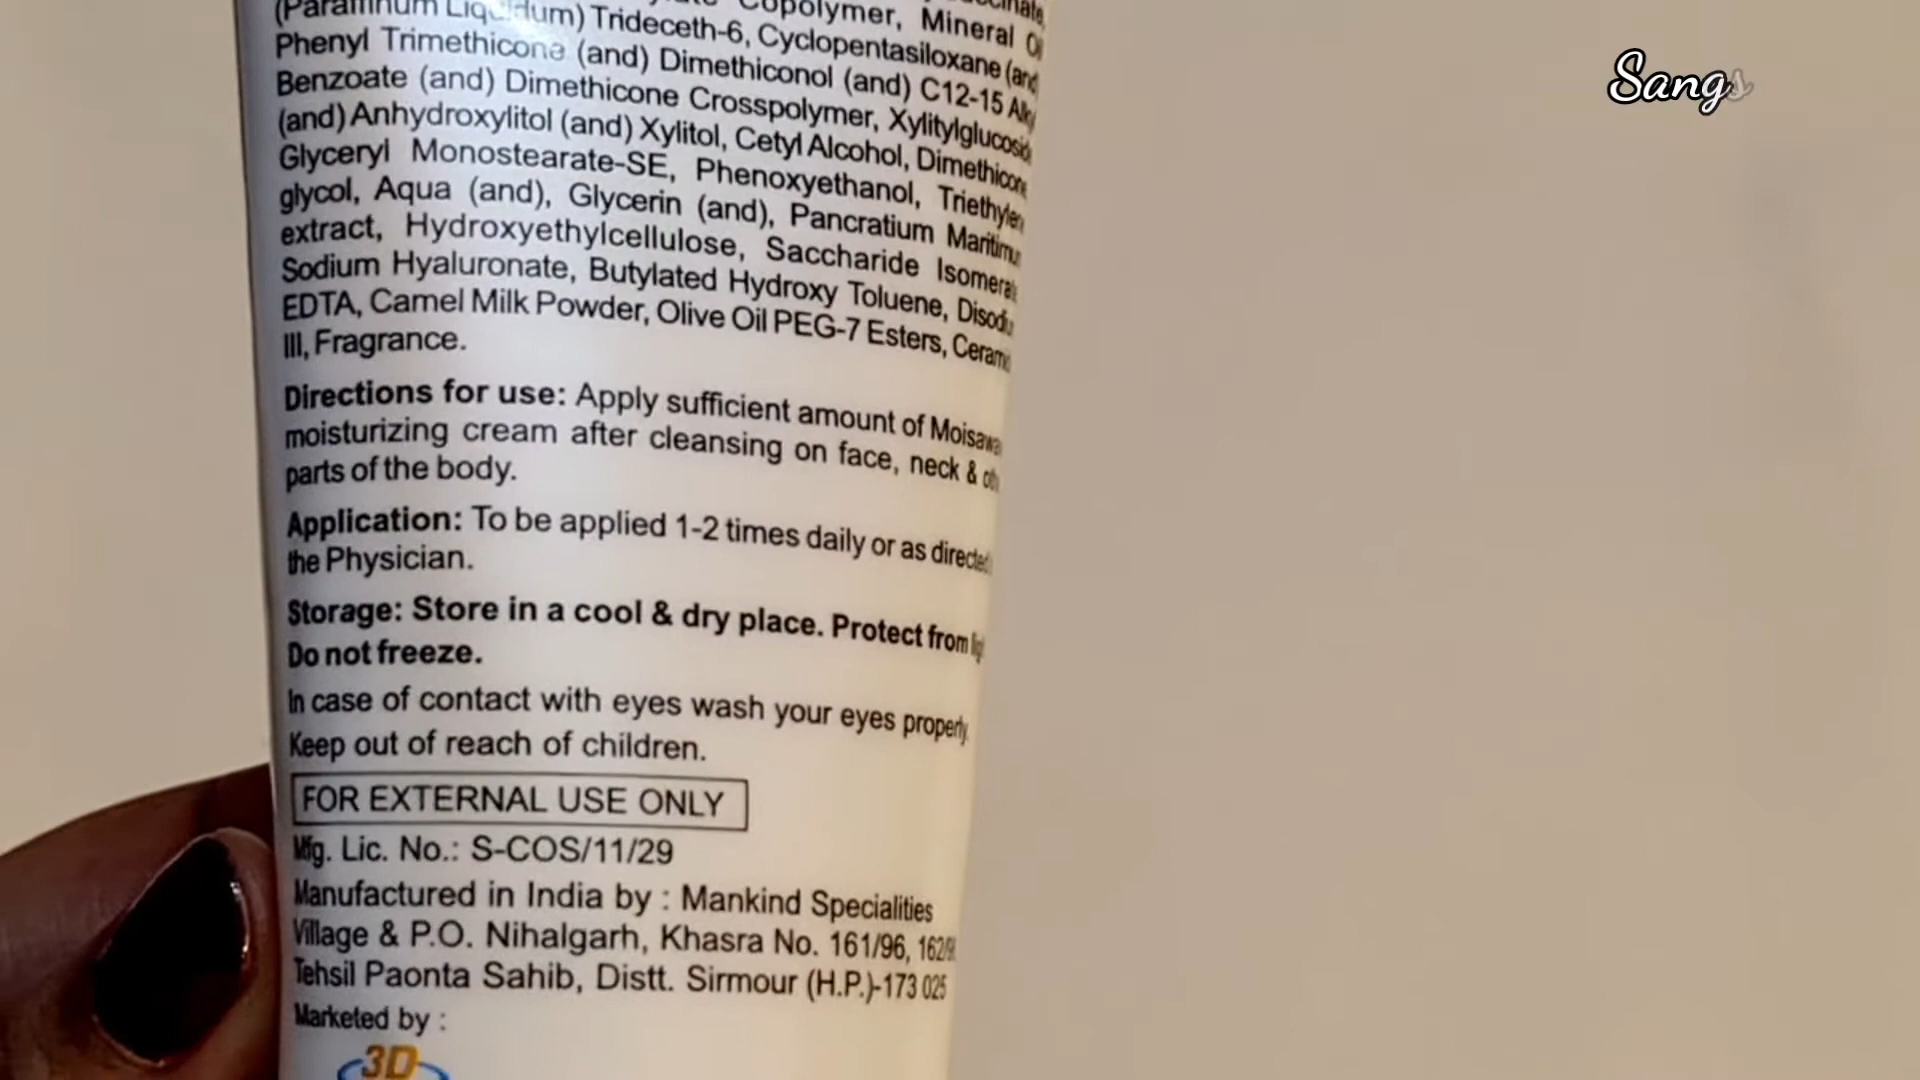 Copolymer, Mineral
(Paraffinum Liquidum) Trideceth-6, Cyclopentasiloxane (and
Phenyl Trimethicone (and) Dimethiconol (and) C12-15
Benzoate (and) Dimethicone Crosspolymer,
(and) Anhydroxylitol (and) Xylitol, Cetyl Alcohol, Dimethicone
Glyceryl Monostearate-SE, Phenoxyethanol,
glycol, Aqua (and), Glycerin (and), Pancratium
extract, Hydroxyethylcellulose, Saccharide
Sodium Hyaluronate, Butylated Hydroxy Toluene,
EDTA, Camel Milk Powder, Olive Oil PEG-7 Esters,
III, Fragrance.
Directions for use: Apply sufficient amount of
moisturizing cream after cleansing on face, neck &
parts of the body.
Application: To be applied 1-2 times daily or as directed
the Physician.
Storage: Store in a cool & dry place. Protect from
Do not freeze.
In case of contact with eyes wash your eyes properly.
Keep out of reach of children.
FOR EXTERNAL USE ONLY
Mfg. Lic. No.: S-COS/11/29
Manufactured in India by : Mankind Specialities
Village & P.O. Nihalgarh, Khasra No. 161/96,
Tehsil Paonta Sahib, Distt. Sirmour (H.P.)-173 025
Marketed by :
3D
Sangs